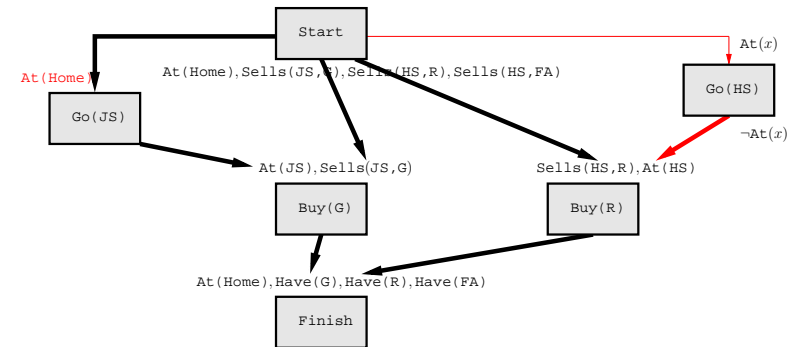 Start
At(x)
At(Home),Sells(JS,G),Sells(HS,R),Sells(HS,FA)
At(Home)
Go(HS)
Go(JS)
¬At(x)
At(JS),Sells(JS,G)
Sells(HS,R),At(HS)
Buy(G)
Buy(R)
At(Home),Have(G),Have(R),Have(FA)
Finish